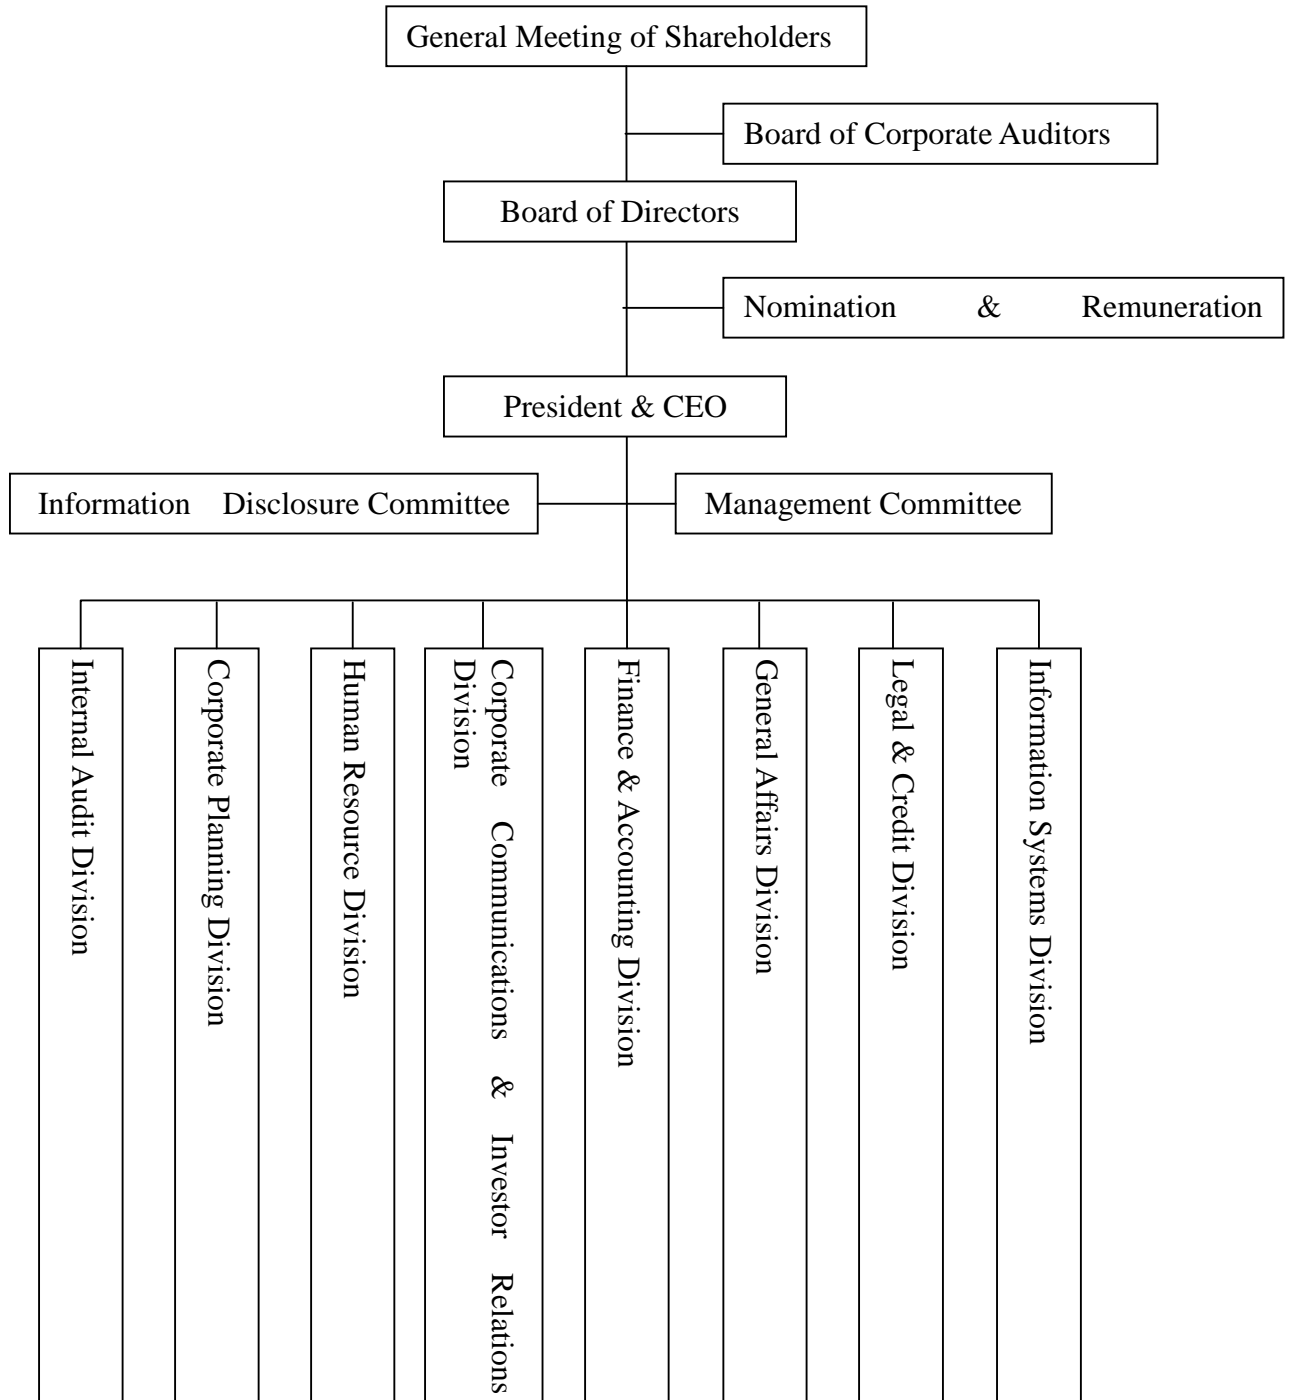 General Meeting of Shareholders
Board of Corporate Auditors
Board of Directors
Nomination & Remuneration
President & CEO
Information Disclosure Committee
Management Committee
Internal Audit Division
Corporate Planning Division
Human Resource Division
Corporate Communications & Investor Relations
Division
Finance & Accounting Division
General Affairs Division
Legal & Credit Division
Information Systems Division